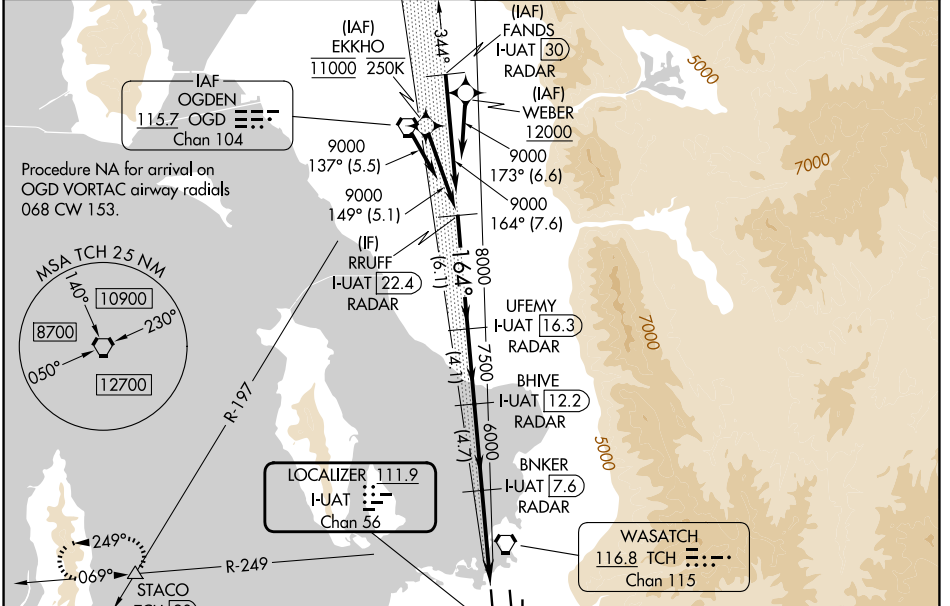 (IAF)
FANDS
I-UAT 30
RADAR
(IAF)
EKKHO
11000 250K
344°
5000
(IAF)
WEBER
12000
IAF
OGDEN
115.7 OGD
Chan 104
9000
137° (5.5)
9000
173° (6.6)
7000
Procedure NA for arrival on
OGD VORTAC airway radials
068 CW 153.
9000
149° (5.1)
9000
164° (7.6)
(IF)
RRUFF
I-UAT 22.4
RADAR
164°
(6.1)
8000
MSA TCH 25 NM
140°
10900
8700
230°
050°
12700
UFEMY
I-UAT 16.3
RADAR
7000
(4.1)
7500
R-197
BHIVE
I-UAT 12.2
RADAR
(4.7)
6000
5000
BNKER
I-UAT 7.6
RADAR
LOCALIZER 111.9
I-UAT
Chan 56
WASATCH
116.8 TCH
Chan 115
249°
069°
R-249
STACO